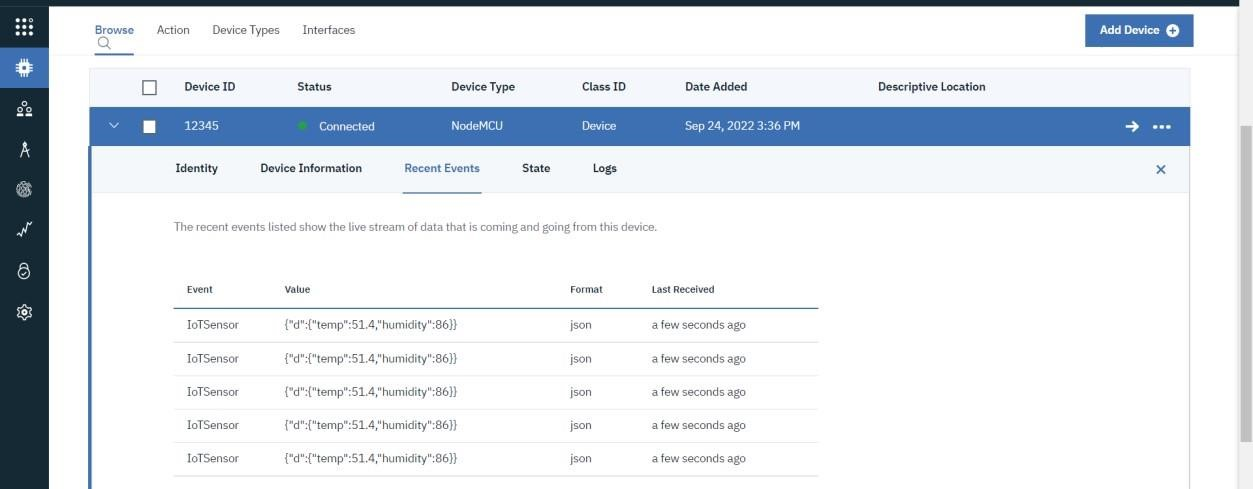 Browse Action Device Types Interfaces
Add Device
Device ID Status Device Type Class ID Date Added Descriptive Location
12345 Connected NodeMCU Device Sep 24, 2022 3:36 PM
Identity Device Information Recent Events State Logs
The recent events listed show the live stream of data that is coming and going from this device.
Event Value Format Last Received
IoTSensor {"d":{"temp":51.4,"humidity":86}} json a few seconds ago
IoTSensor {"d":{"temp":51.4,"humidity":86}} json a few seconds ago
IoTSensor {"d":{"temp":51.4,"humidity":86}} json a few seconds ago
IoTSensor {"d":{"temp":51.4,"humidity":86}} json a few seconds ago
IoTSensor {"d":{"temp":51.4,"humidity":86}} json a few seconds ago